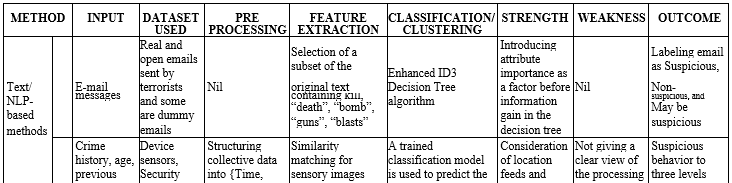 METHOD INPUT DATASET USED PRE PROCESSING FEATURE EXTRACTION CLASSIFICATION/ CLUSTERING STRENGTH WEAKNESS OUTCOME
Text/
NLP-
based
methods
E-mail
messages
Real and
open emails
sent by
terrorists
and some
are dummy
emails
Nil
Selection of a
subset of the
original text
containing kill,
“death”, “bomb”,
“guns”, “blasts”
Enhanced ID3
Decision Tree
algorithm
Introducing
attribute
importance as
a factor before
information
gain in the
decision tree
Nil
Labeling email
as Suspicious,
Non-
suspicious, and
May be
suspicious
Crime
history, age,
previous
Device
sensors,
Security
Structuring
collective data
into {Time,
Similarity
matching for
sensory images
A trained
classification model
is used to predict the
Consideration
of location
feeds and
Not giving a
clear view of
the processing
Suspicious
behavior to
three levels